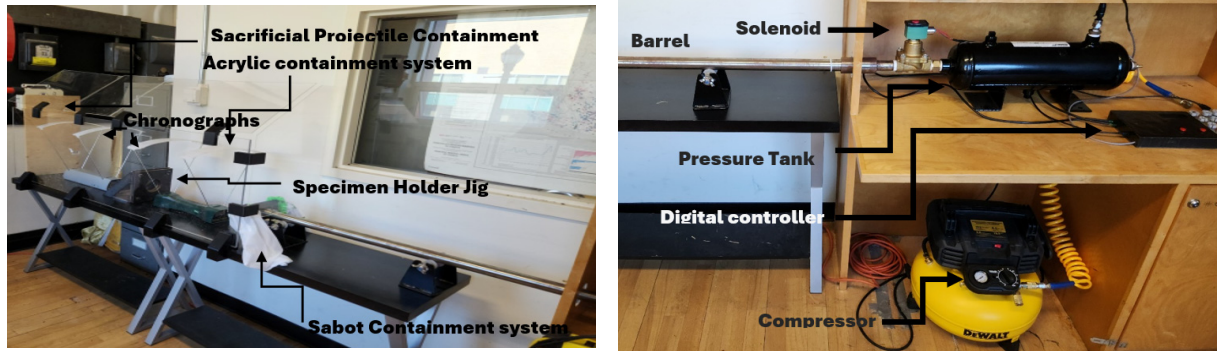 Sacrificial Projectile Containment
Acrylic containment system
Chronographs
Specimen Holder Jig
Sabot Containment system
Solenoid
Barrel
Pressure Tank
Digital controller
Compressor
DEWALT